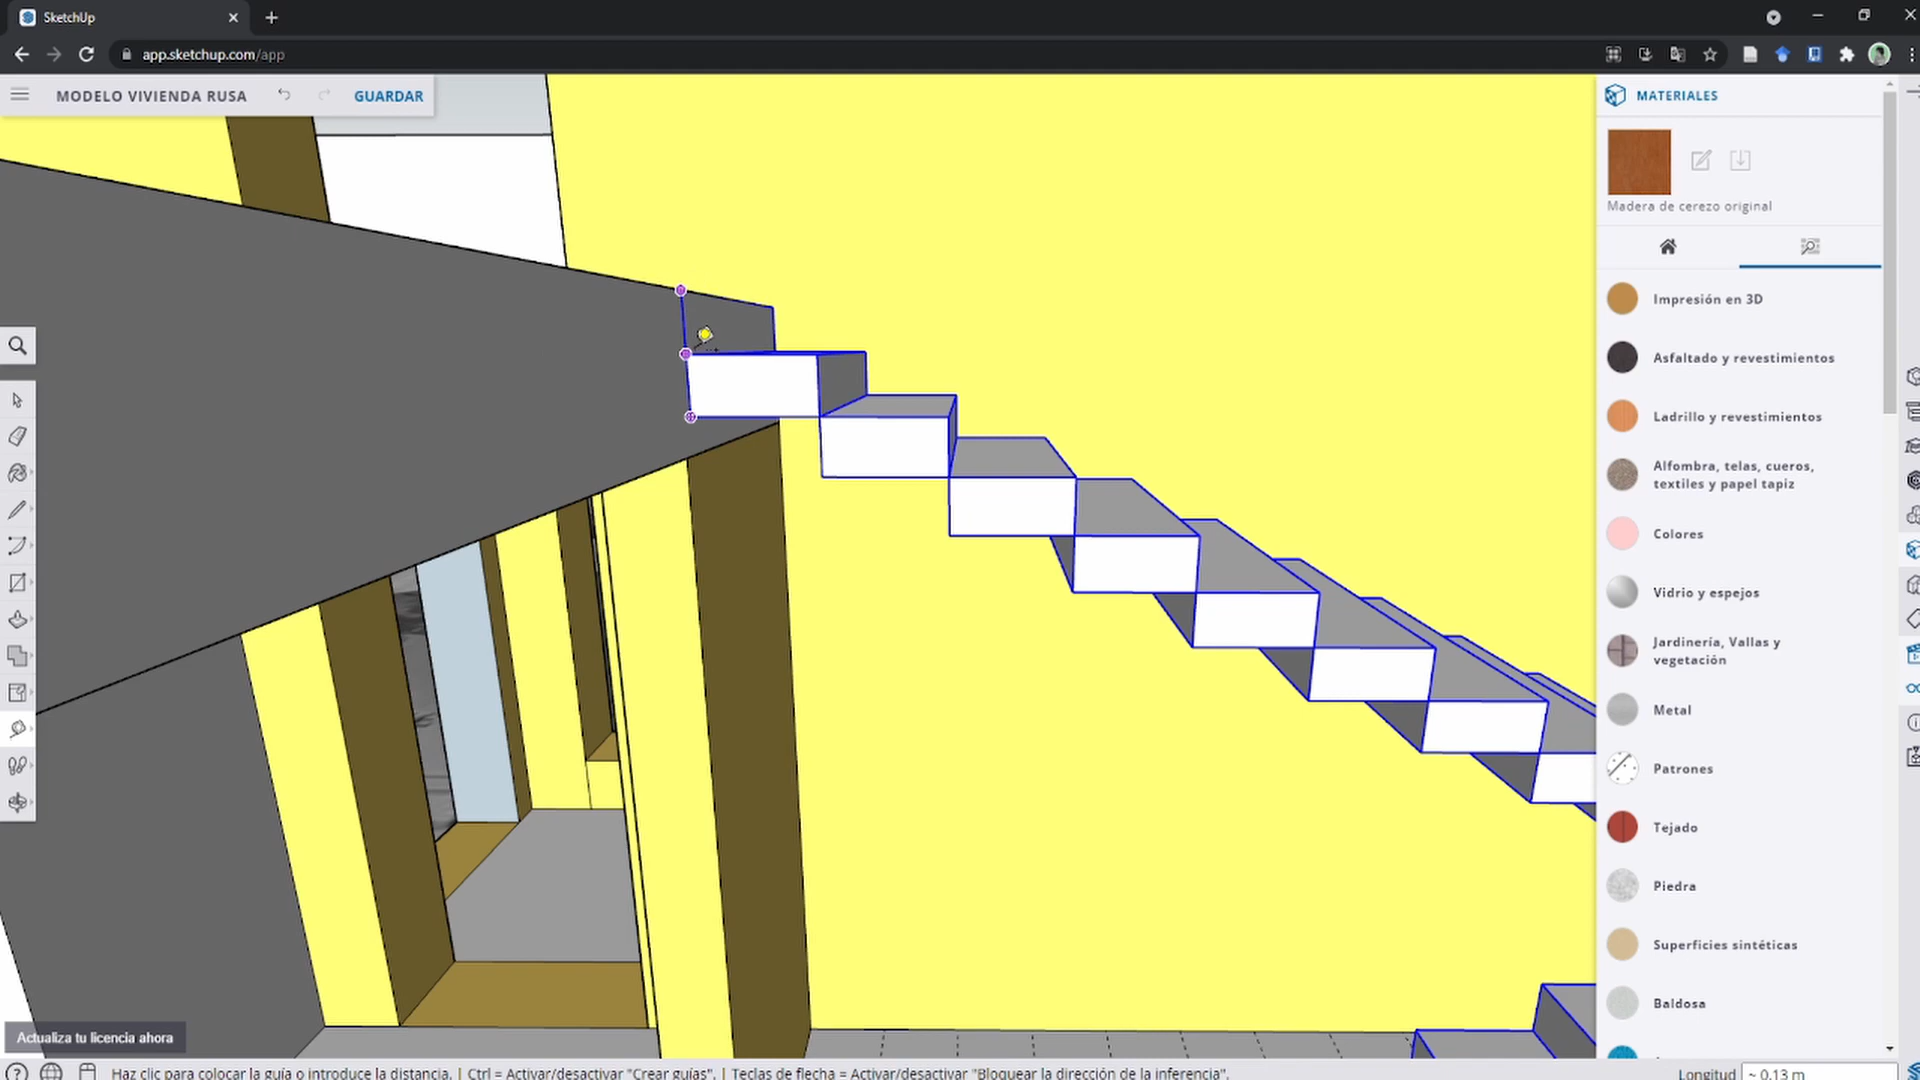 SketchUp
app.sketchup.com/app
MODELO VIVIENDA RUSA
GUARDAR
MATERIALES
Madera de cerezo original
Impresión en 3D
Asfaltado y revestimientos
Ladrillo y revestimientos
Alfombra, telas, cueros,
textiles y papel tapiz
Colores
Vidrio y espejos
Jardinería, Vallas y
vegetación
Metal
Patrones
Tejado
Piedra
Superficies sintéticas
Baldosa
Actualiza tu licencia ahora
Haz clic para colocar la guía o introduce la distancia. | Ctrl = Activar/desactivar "Crear guías". | Teclas de flecha = Activar/desactivar "Bloquear la dirección de la inferencia".
Longitud
~ 0,13 m